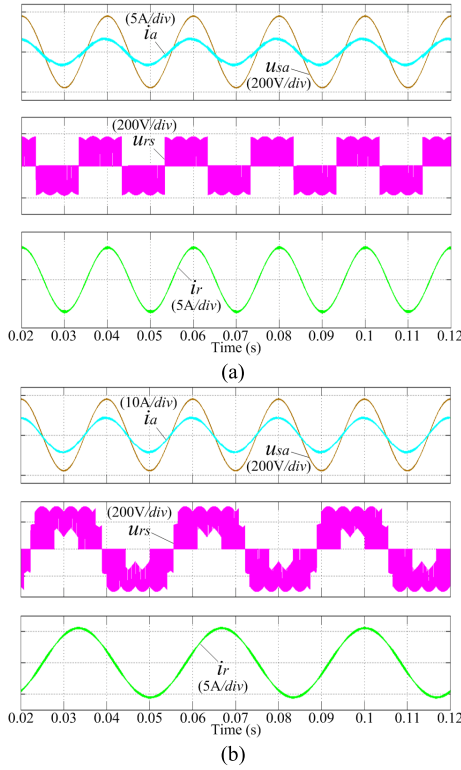 (5A/div)
ia
usa
(200V/div)
(200V/div)
urs
ir
(5A/div)
0.02 0.03 0.04 0.05 0.06 0.07 0.08 0.09 0.1 0.11 0.12
Time (s)
(a)
(10A/div)
ia
usa
(200V/div)
(200V/div)
urs
ir
(5A/div)
0.02 0.03 0.04 0.05 0.06 0.07 0.08 0.09 0.1 0.11 0.12
Time (s)
(b)